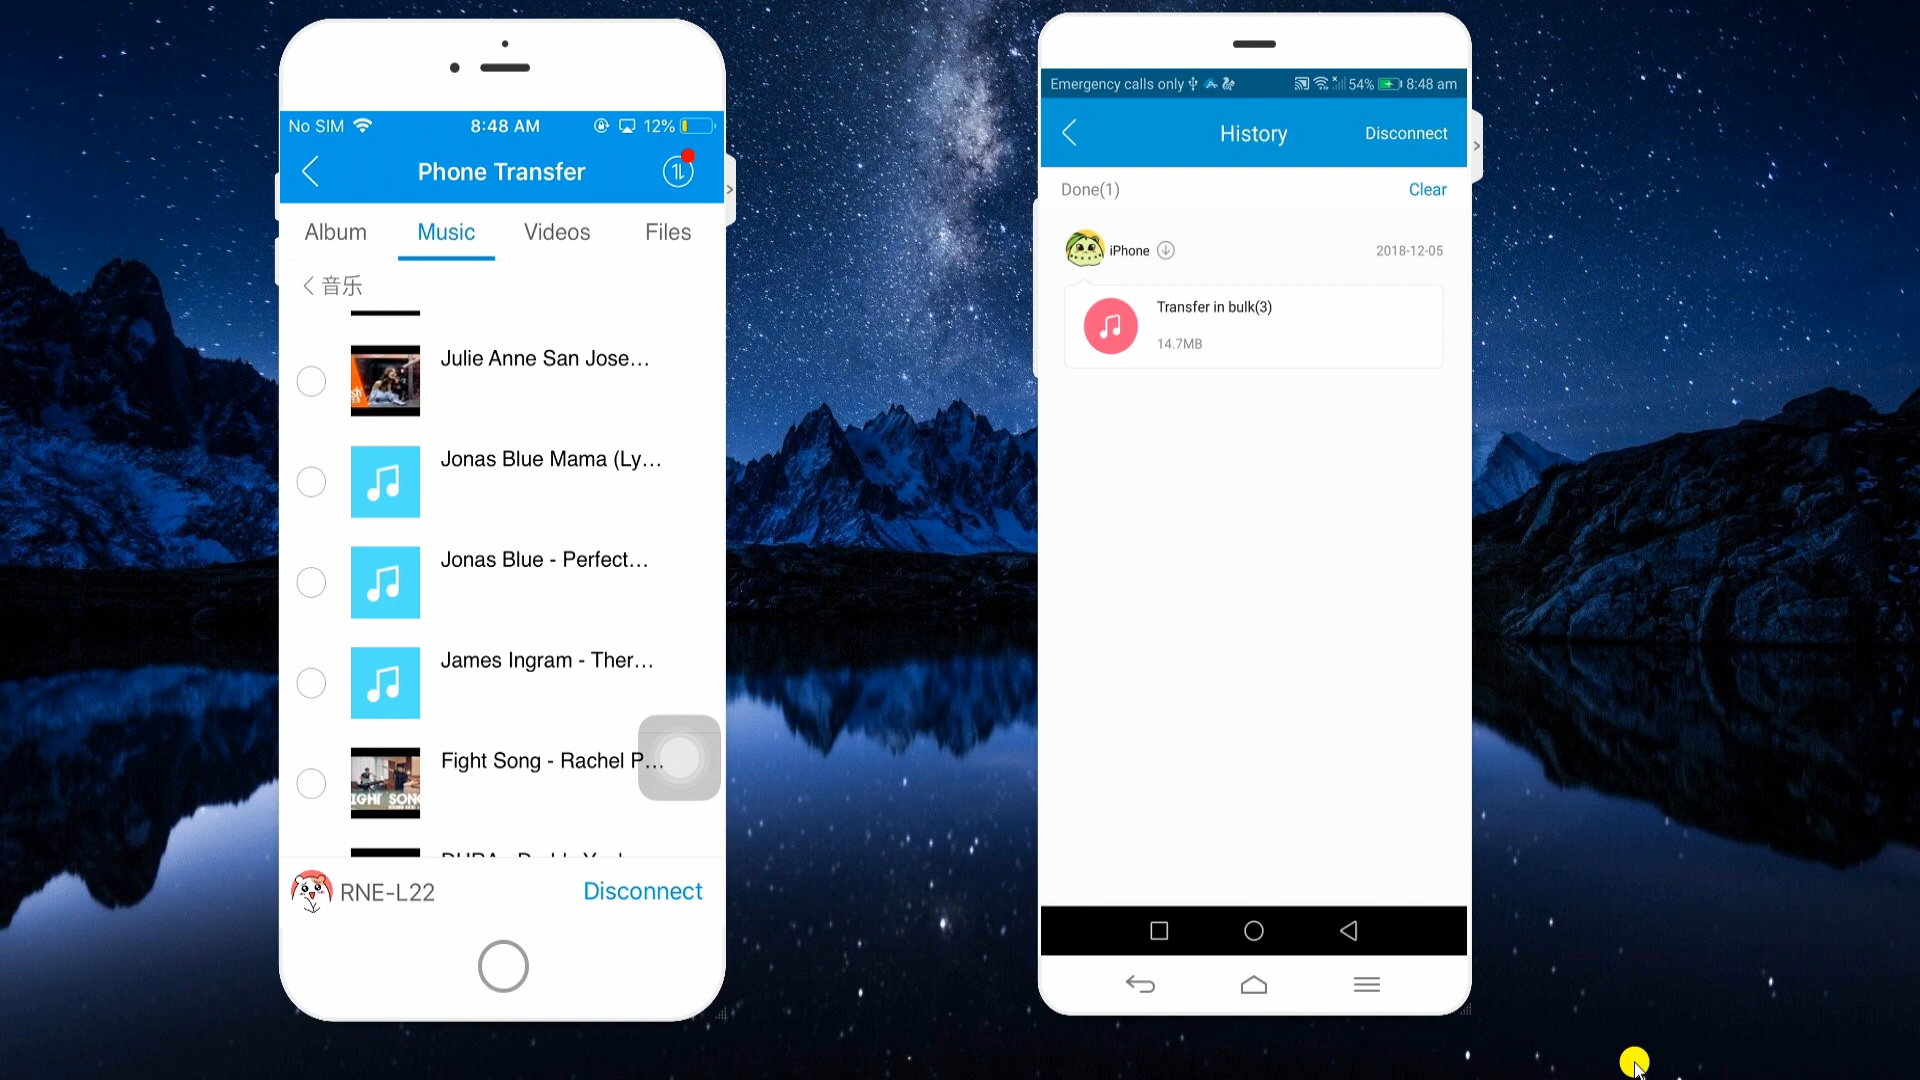 No SIM
8:48 AM
12%
Phone Transfer
Album
Music
Videos
Files
音乐
Julie Anne San Jose…
Jonas Blue Mama (Ly…
Jonas Blue - Perfect…
James Ingram - Ther…
Fight Song - Rachel P…
RNE-L22
Disconnect
Emergency calls only
54%
8:48 am
History
Disconnect
Done(1)
Clear
iPhone
2018-12-05
Transfer in bulk(3)
14.7MB